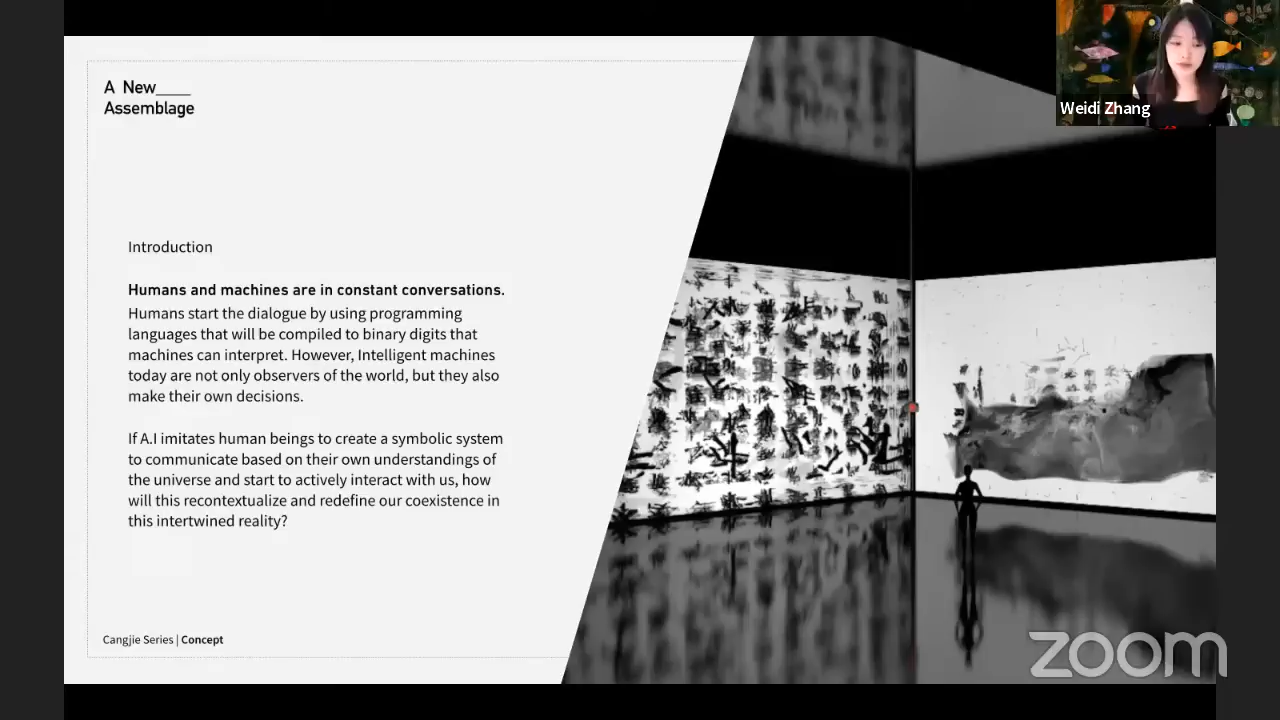 A New____
Assemblage
Introduction
Humans and machines are in constant conversations.
Humans start the dialogue by using programming
languages that will be compiled to binary digits that
machines can interpret. However, Intelligent machines
today are not only observers of the world, but they also
make their own decisions.
If A.I imitates human beings to create a symbolic system
to communicate based on their own understandings of
the universe and start to actively interact with us, how
will this recontextualize and redefine our coexistence in
this intertwined reality?
Cangjie Series | Concept
Weidi Zhang
zoom